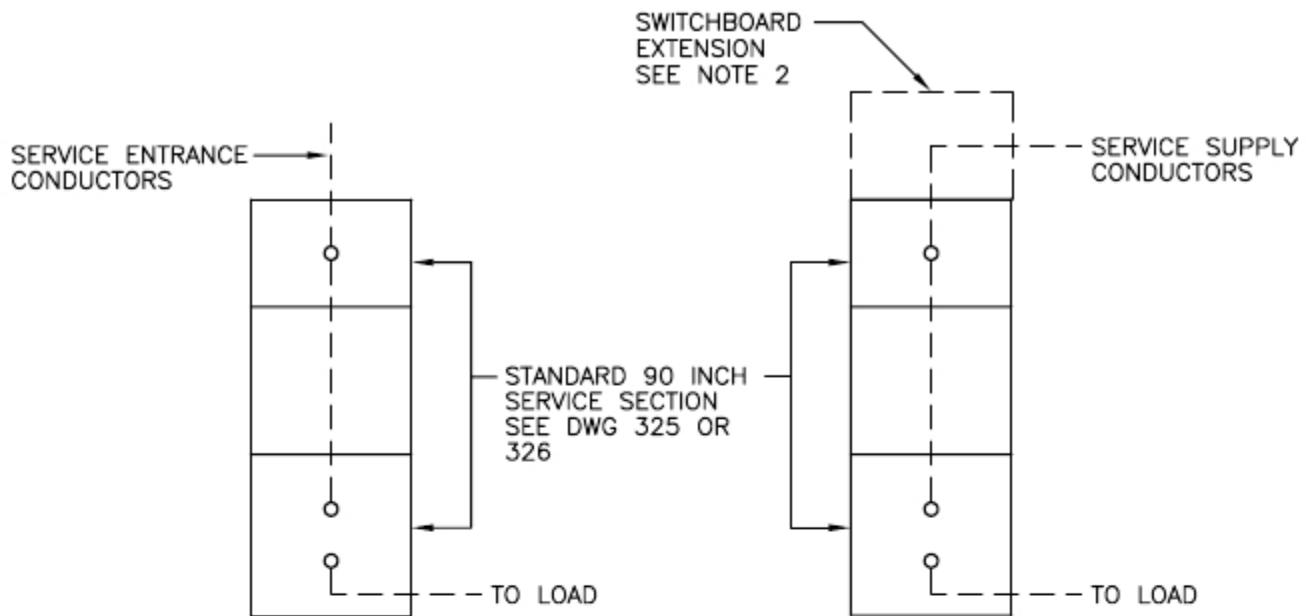 SWITCHBOARD
EXTENSION
SEE NOTE 2
SERVICE ENTRANCE
CONDUCTORS
SERVICE SUPPLY
CONDUCTORS
STANDARD 90 INCH
SERVICE SECTION
SEE DWG 325 OR
326
TO LOAD
TO LOAD